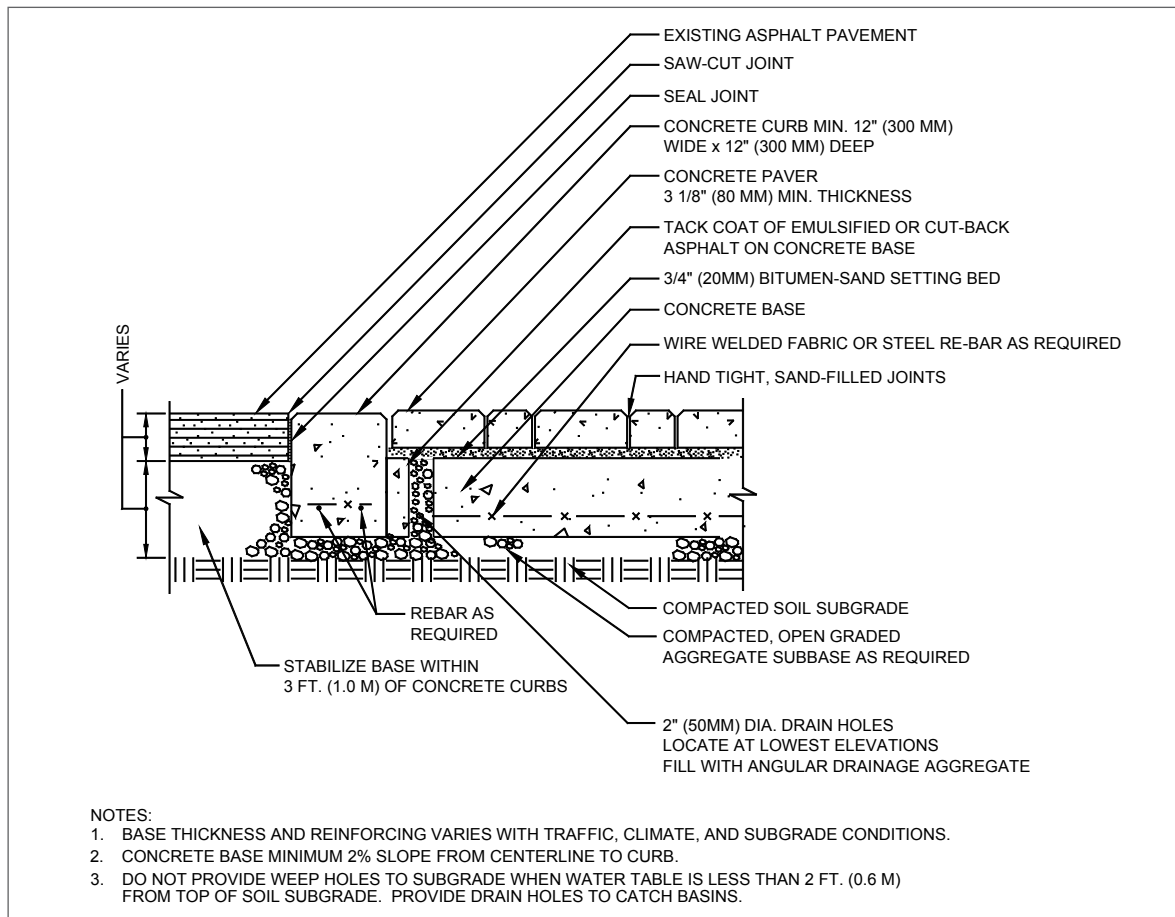 EXISTING ASPHALT PAVEMENT
SAW-CUT JOINT
SEAL JOINT
CONCRETE CURB MIN. 12" (300 MM)
WIDE x 12" (300 MM) DEEP
CONCRETE PAVER
3 1/8" (80 MM) MIN. THICKNESS
TACK COAT OF EMULSIFIED OR CUT-BACK
ASPHALT ON CONCRETE BASE
3/4" (20MM) BITUMEN-SAND SETTING BED
CONCRETE BASE
WIRE WELDED FABRIC OR STEEL RE-BAR AS REQUIRED
HAND TIGHT, SAND-FILLED JOINTS
VARIES
COMPACTED SOIL SUBGRADE
COMPACTED, OPEN GRADED
AGGREGATE SUBBASE AS REQUIRED
REBAR AS
REQUIRED
STABILIZE BASE WITHIN
3 FT. (1.0 M) OF CONCRETE CURBS
2" (50MM) DIA. DRAIN HOLES
LOCATE AT LOWEST ELEVATIONS
FILL WITH ANGULAR DRAINAGE AGGREGATE
NOTES:
1. BASE THICKNESS AND REINFORCING VARIES WITH TRAFFIC, CLIMATE, AND SUBGRADE CONDITIONS.
2. CONCRETE BASE MINIMUM 2% SLOPE FROM CENTERLINE TO CURB.
3. DO NOT PROVIDE WEEP HOLES TO SUBGRADE WHEN WATER TABLE IS LESS THAN 2 FT. (0.6 M)
FROM TOP OF SOIL SUBGRADE. PROVIDE DRAIN HOLES TO CATCH BASINS.